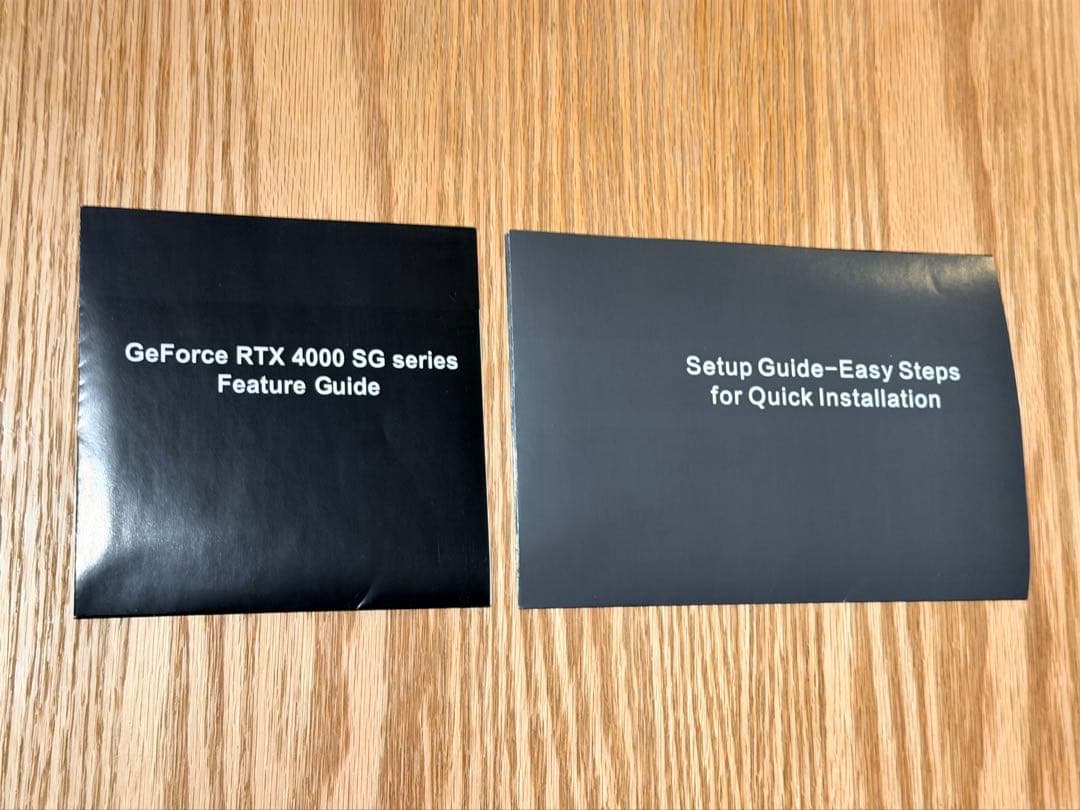 GeForce RTX 4000 SG series
Feature Guide
Setup Guide-Easy Steps
for Quick Installation